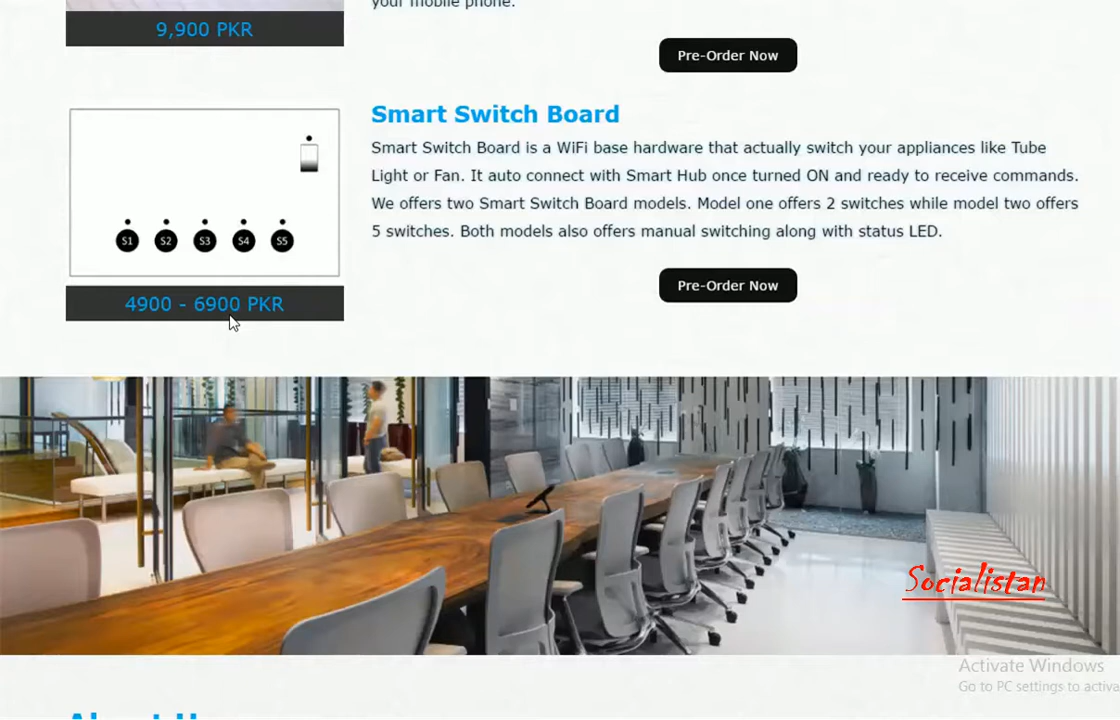 your mobile phone.
9,900 PKR
Pre-Order Now
Smart Switch Board
Smart Switch Board is a WiFi base hardware that actually switch your appliances like Tube
Light or Fan. It auto connect with Smart Hub once turned ON and ready to receive commands.
We offers two Smart Switch Board models. Model one offers 2 switches while model two offers
5 switches. Both models also offers manual switching along with status LED.
S1 S2 S3 S4 S5
Pre-Order Now
4900 - 6900 PKR
Socialistan
Activate Windows
Go to PC settings to activa